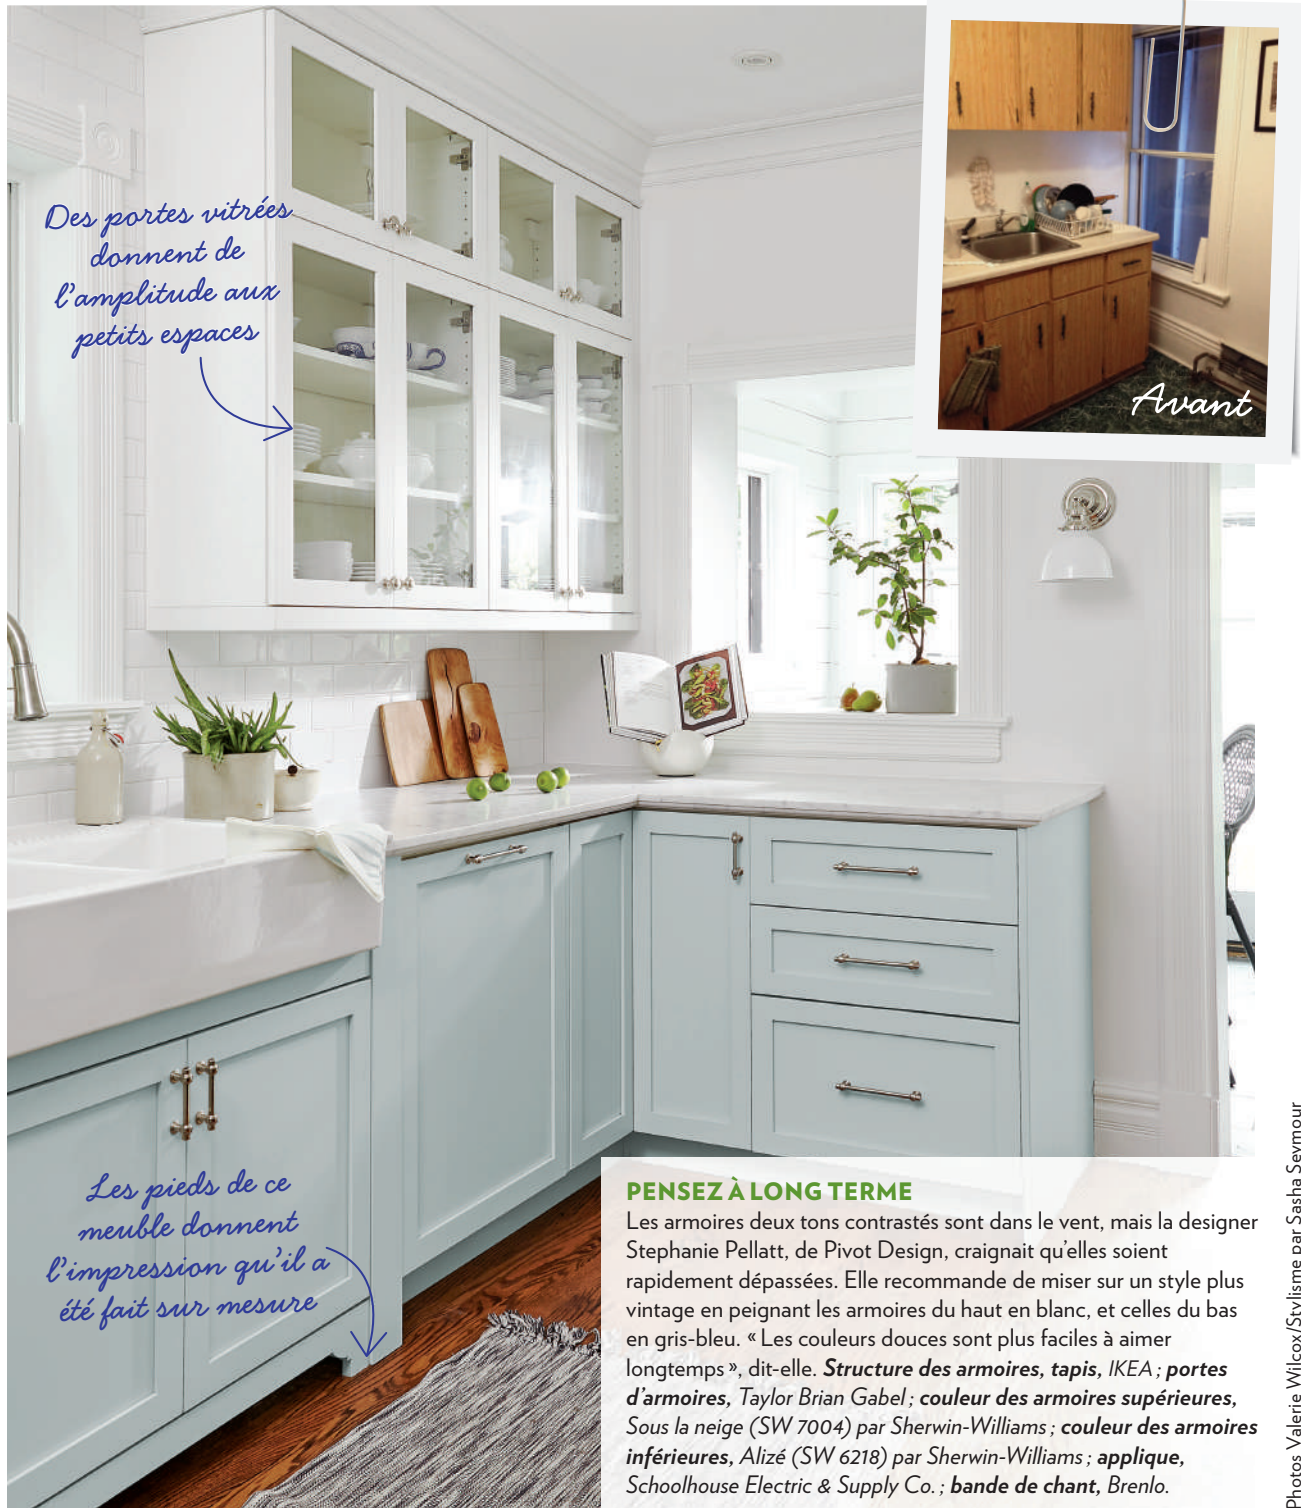 Des portes vitrées
donnent de
l'amplitude aux
petits espaces
Avant
Les pieds de ce
meuble donnent
l'impression qu'il a
été fait sur mesure
PENSEZ À LONG TERME
Les armoires deux tons contrastés sont dans le vent, mais la designer
Stephanie Pellatt, de Pivot Design, craignait qu'elles soient
rapidement dépassées. Elle recommande de miser sur un style plus
vintage en peignant les armoires du haut en blanc, et celles du bas
en gris-bleu. « Les couleurs douces sont plus faciles à aimer
longtemps », dit-elle. Structure des armoires, tapis, IKEA ; portes
d'armoires, Taylor Brian Gabel ; couleur des armoires supérieures,
Sous la neige (SW 7004) par Sherwin-Williams ; couleur des armoires
inférieures, Alizé (SW 6218) par Sherwin-Williams ; applique,
Schoolhouse Electric & Supply Co. ; bande de chant, Brenlo.
Photos Valerie Wilcox/Stylisme par Sasha Seymour